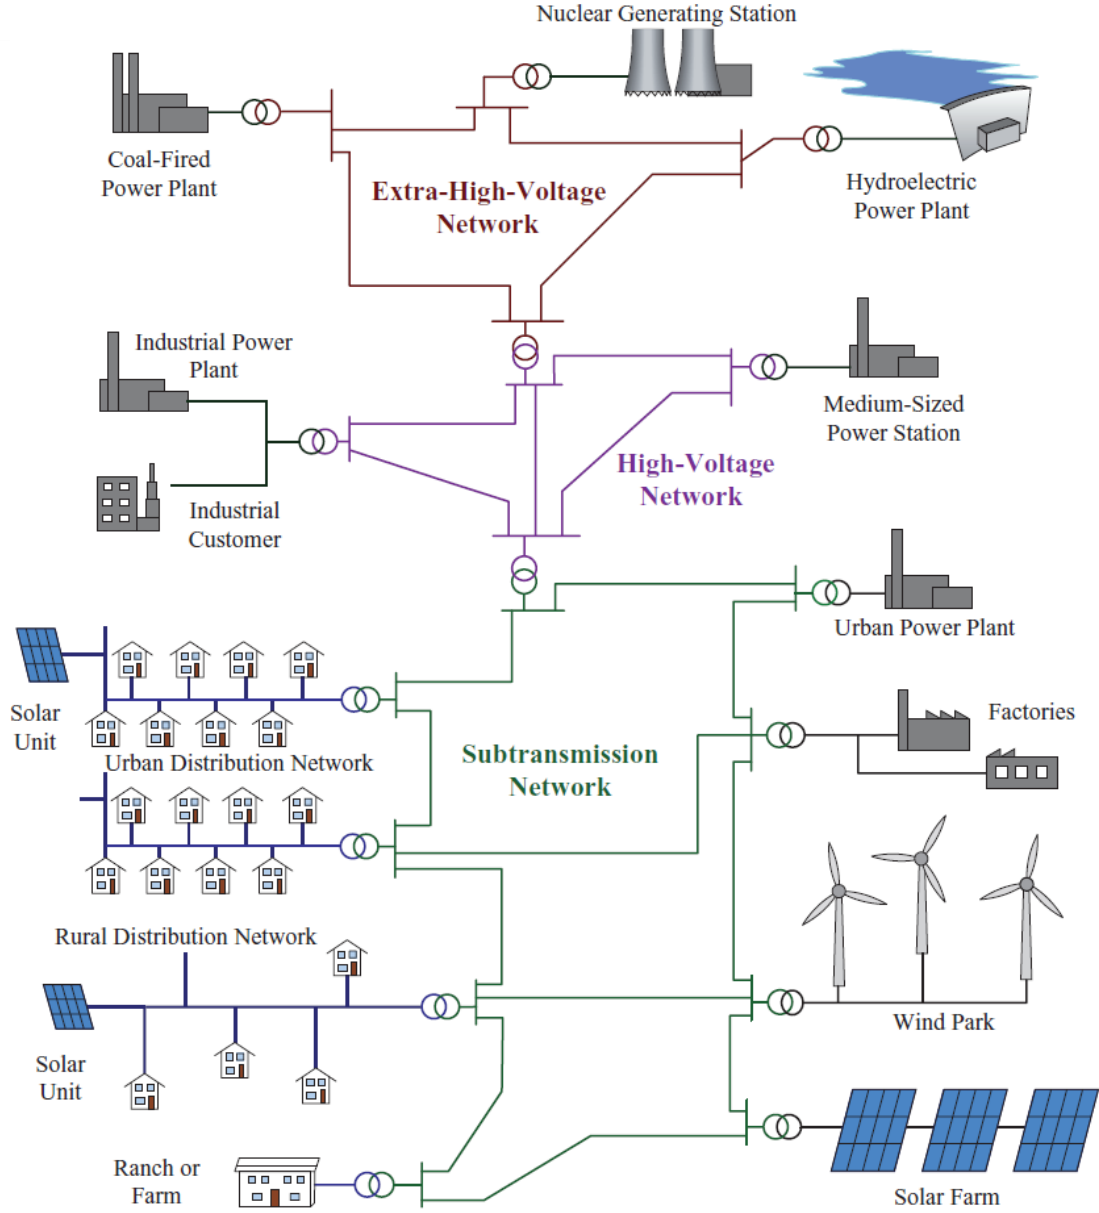 Nuclear Generating Station
Coal-Fired
Power Plant
Extra-High-Voltage
Network
Hydroelectric
Power Plant
Industrial Power
Plant
Medium-Sized
Power Station
High-Voltage
Network
Industrial
Customer
Urban Power Plant
Solar
Unit
Factories
Urban Distribution Network
Subtransmission
Network
Rural Distribution Network
Wind Park
Solar
Unit
Ranch or
Farm
Solar Farm